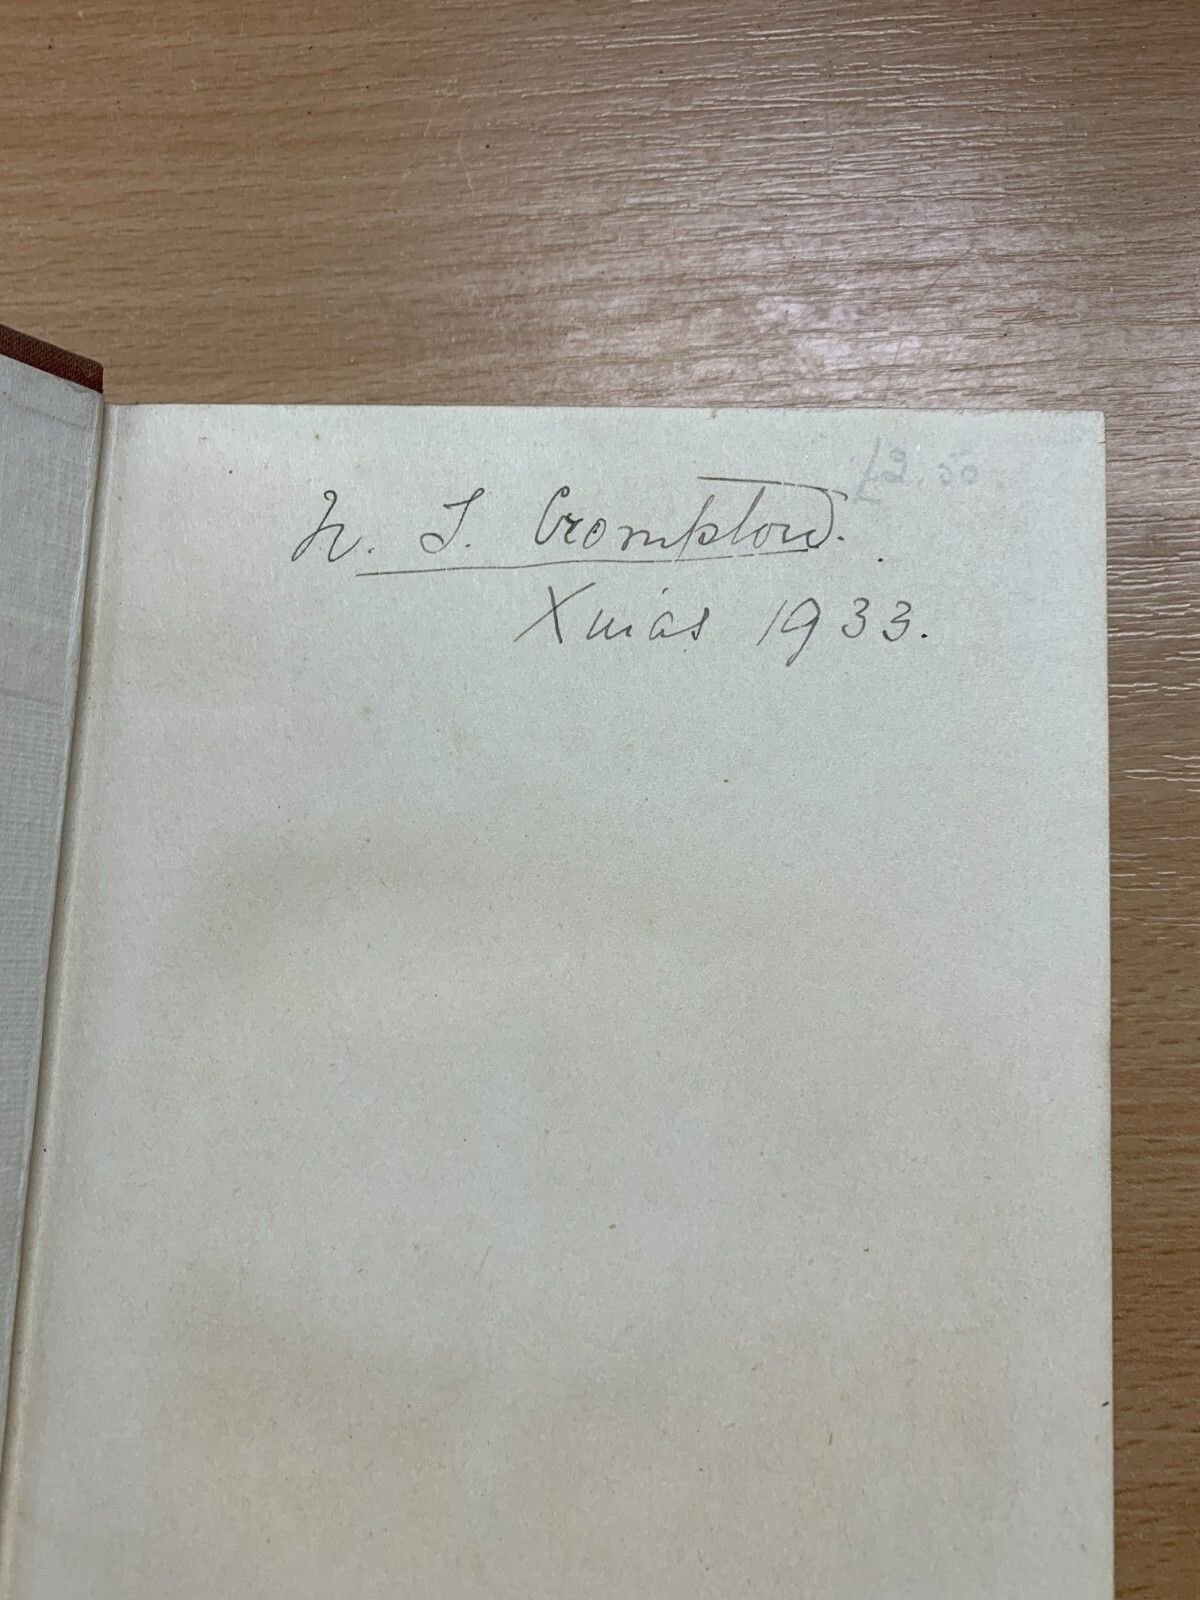 £2.50
N. S. Crompton.
Xmas 1933.